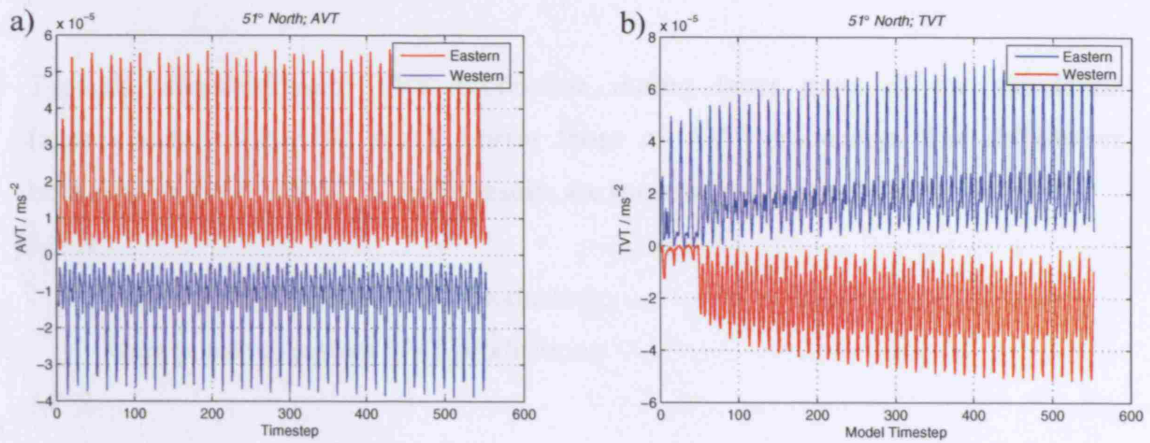 a)
51° North; AVT
x 10⁻⁵
6
5
4
3
2
1
0
-1
-2
-3
-4
AVT / ms⁻²
0 100 200 300 400 500 600
Timestep
Eastern
Western
b)
51° North; TVT
x 10⁻⁵
8
6
4
2
0
-2
-4
-6
TVT / ms⁻²
0 100 200 300 400 500 600
Model Timestep
Eastern
Western